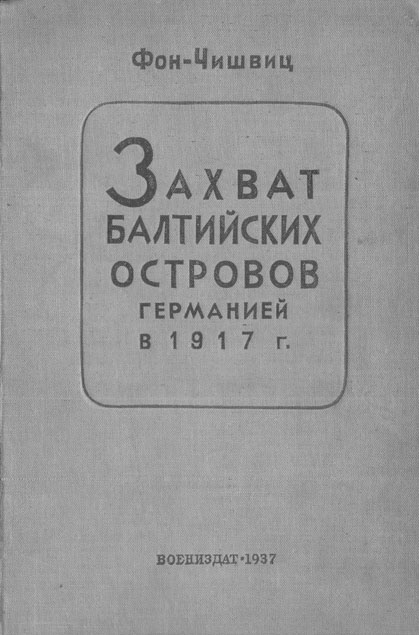 Фон-Чишвиц
Захват
балтийских
островов
Германией
в 1917 г.
ВОЕНИЗДАТ·1937